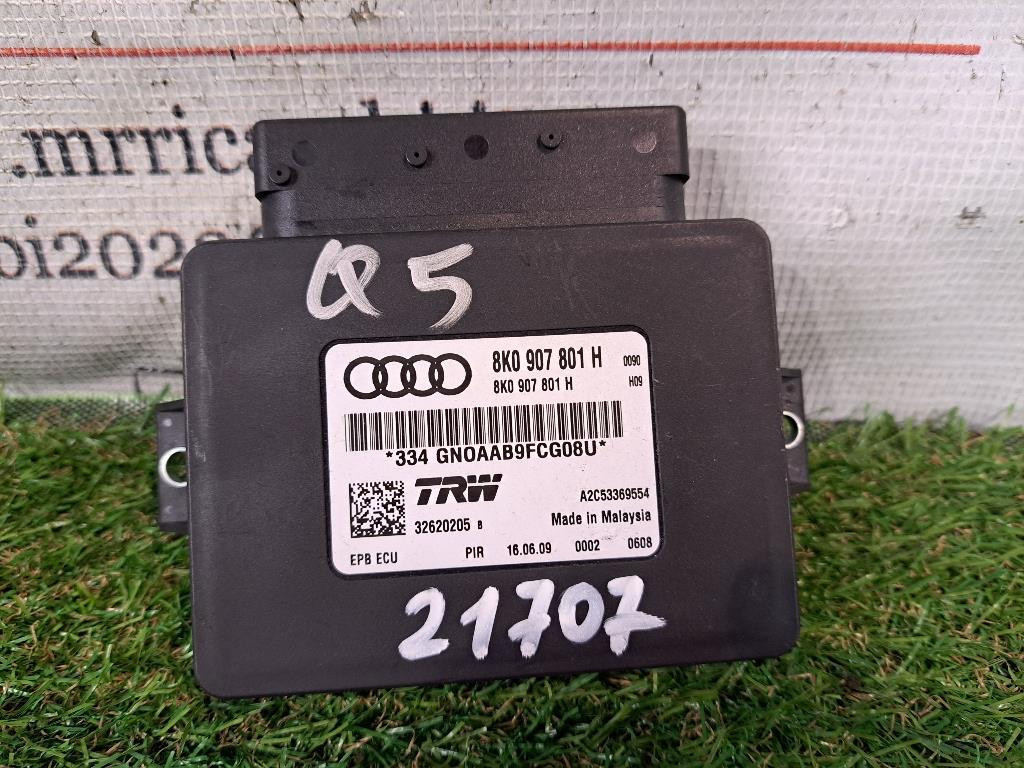 Q5
8K0 907 801 H 0090
8K0 907 801 H H09
*334 GN0AAB9FCG08U*
TRW
A2C53369554
32620205 B
Made in Malaysia
EPB ECU PIR 16.06.09 0002 0608
21707